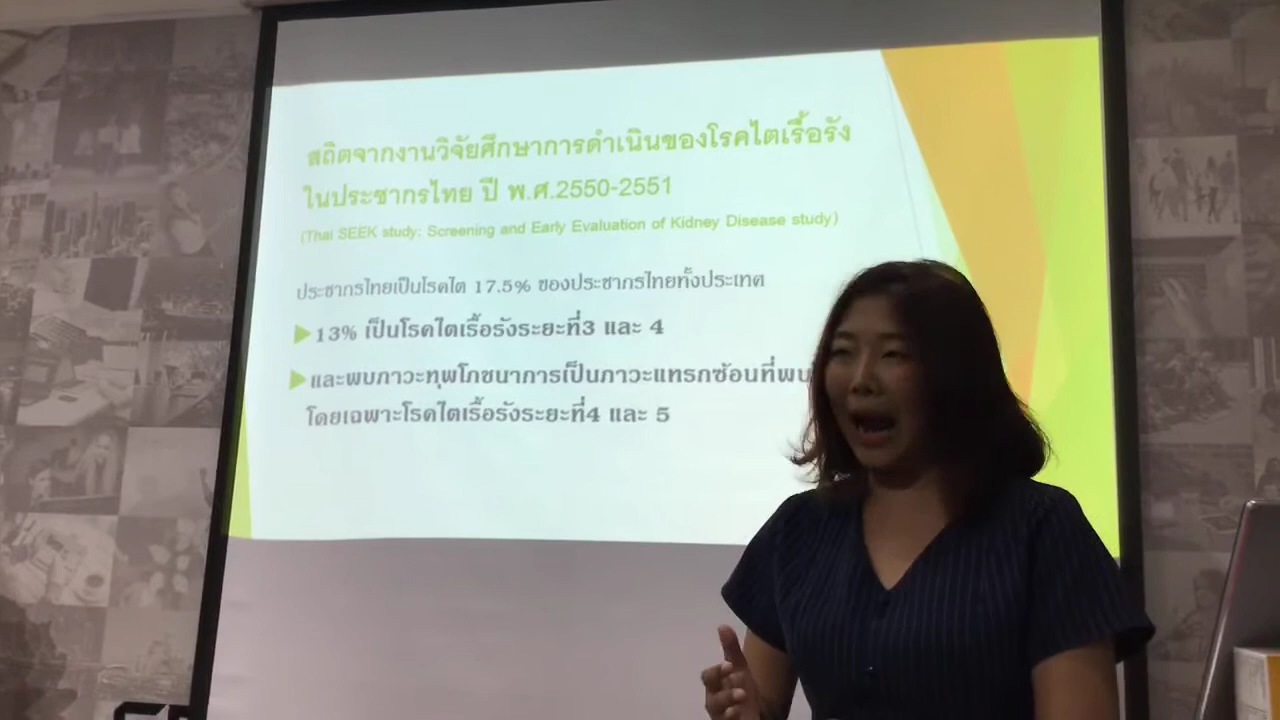 สถิตจากงานวิจัยศึกษาการดำเนินของโรคไตเรื้อรัง
ในประชากรไทย ปี พ.ศ.2550-2551
(Thai SEEK study: Screening and Early Evaluation of Kidney Disease study)
ประชากรไทยเป็นโรคไต 17.5% ของประชากรไทยทั้งประเทศ
13% เป็นโรคไตเรื้อรังระยะที่3 และ 4
และพบภาวะทุพโภชนาการเป็นภาวะแทรกซ้อนที่พบ
โดยเฉพาะโรคไตเรื้อรังระยะที่4 และ 5